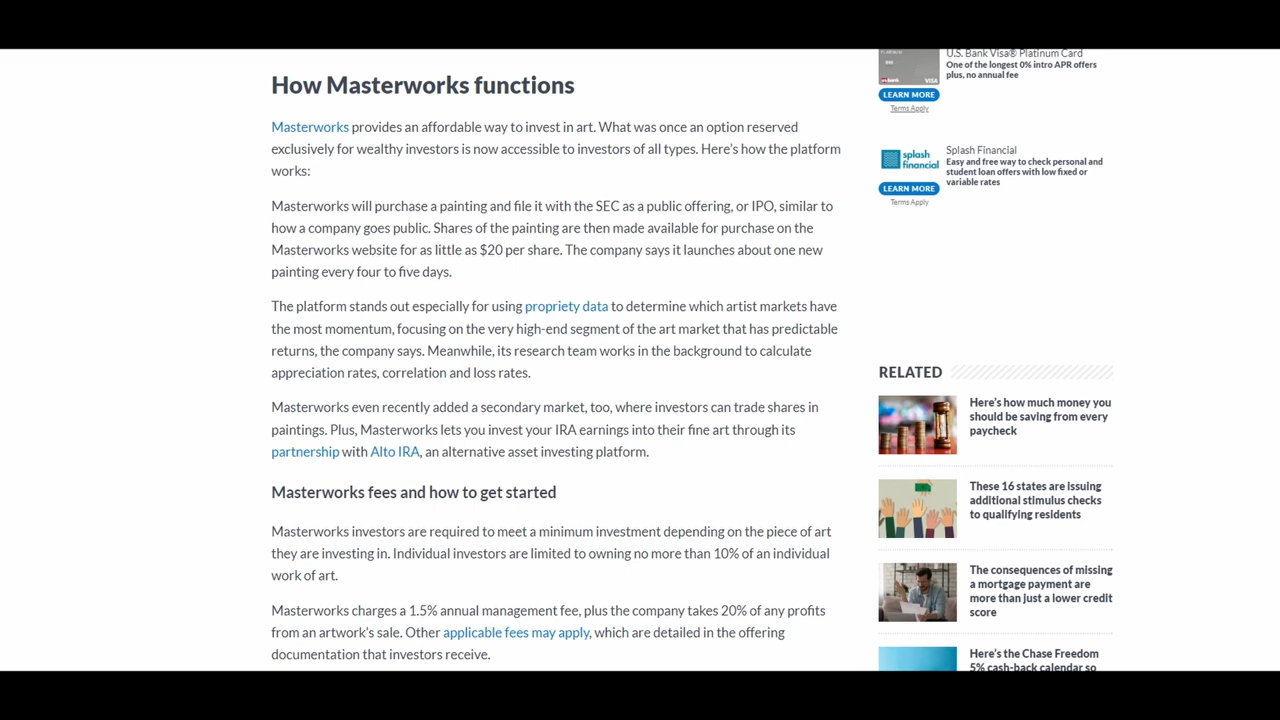 How Masterworks functions
Masterworks provides an affordable way to invest in art. What was once an option reserved
exclusively for wealthy investors is now accessible to investors of all types. Here's how the platform
works:
Masterworks will purchase a painting and file it with the SEC as a public offering, or IPO, similar to
how a company goes public. Shares of the painting are then made available for purchase on the
Masterworks website for as little as $20 per share. The company says it launches about one new
painting every four to five days.
The platform stands out especially for using propriety data to determine which artist markets have
the most momentum, focusing on the very high-end segment of the art market that has predictable
returns, the company says. Meanwhile, its research team works in the background to calculate
appreciation rates, correlation and loss rates.
Masterworks even recently added a secondary market, too, where investors can trade shares in
paintings. Plus, Masterworks lets you invest your IRA earnings into their fine art through its
partnership with Alto IRA, an alternative asset investing platform.
Masterworks fees and how to get started
Masterworks investors are required to meet a minimum investment depending on the piece of art
they are investing in. Individual investors are limited to owning no more than 10% of an individual
work of art.
Masterworks charges a 1.5% annual management fee, plus the company takes 20% of any profits
from an artwork's sale. Other applicable fees may apply, which are detailed in the offering
documentation that investors receive.
U.S. Bank Visa® Platinum Card
One of the longest 0% intro APR offers
plus, no annual fee
VISA
LEARN MORE
Terms Apply
splash
financial
Splash Financial
Easy and free way to check personal and
student loan offers with low fixed or
variable rates
LEARN MORE
Terms Apply
RELATED
Here's how much money you
should be saving from every
paycheck
These 16 states are issuing
additional stimulus checks
to qualifying residents
The consequences of missing
a mortgage payment are
more than just a lower credit
score
Here's the Chase Freedom
5% cash-back calendar so